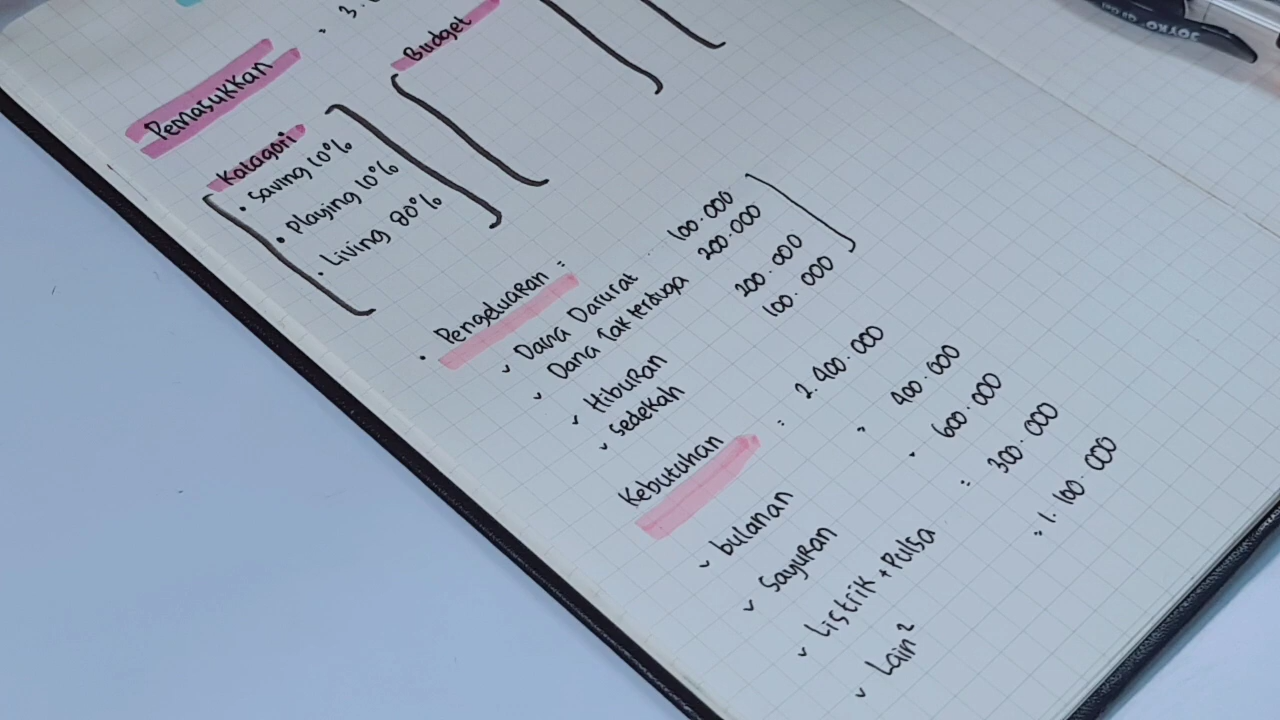 Pemasukkan : 3.
Katagori
• Saving 10%
• Playing 10%
• Living 80%
Budget
• Pengeluaran :
✓ Dana Darurat : 100.000
✓ Dana Tak terduga 200.000
✓ Hiburan 200.000
✓ Sedekah 100.000
Kebutuhan : 2.400.000
✓ bulanan : 400.000
✓ Sayuran : 600.000
✓ Listrik + Pulsa : 300.000
✓ Lain² : 1.100.000
JOYKO